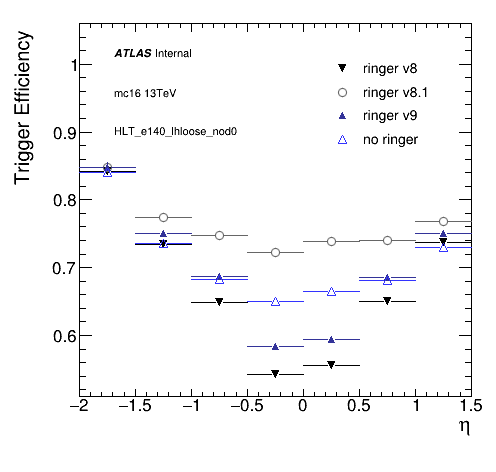 Trigger Efficiency
ATLAS Internal
mc16 13TeV
HLT_e140_lhloose_nod0
ringer v8
ringer v8.1
ringer v9
no ringer
1
0.9
0.8
0.7
0.6
−2 −1.5 −1 −0.5 0 0.5 1 1.5
η